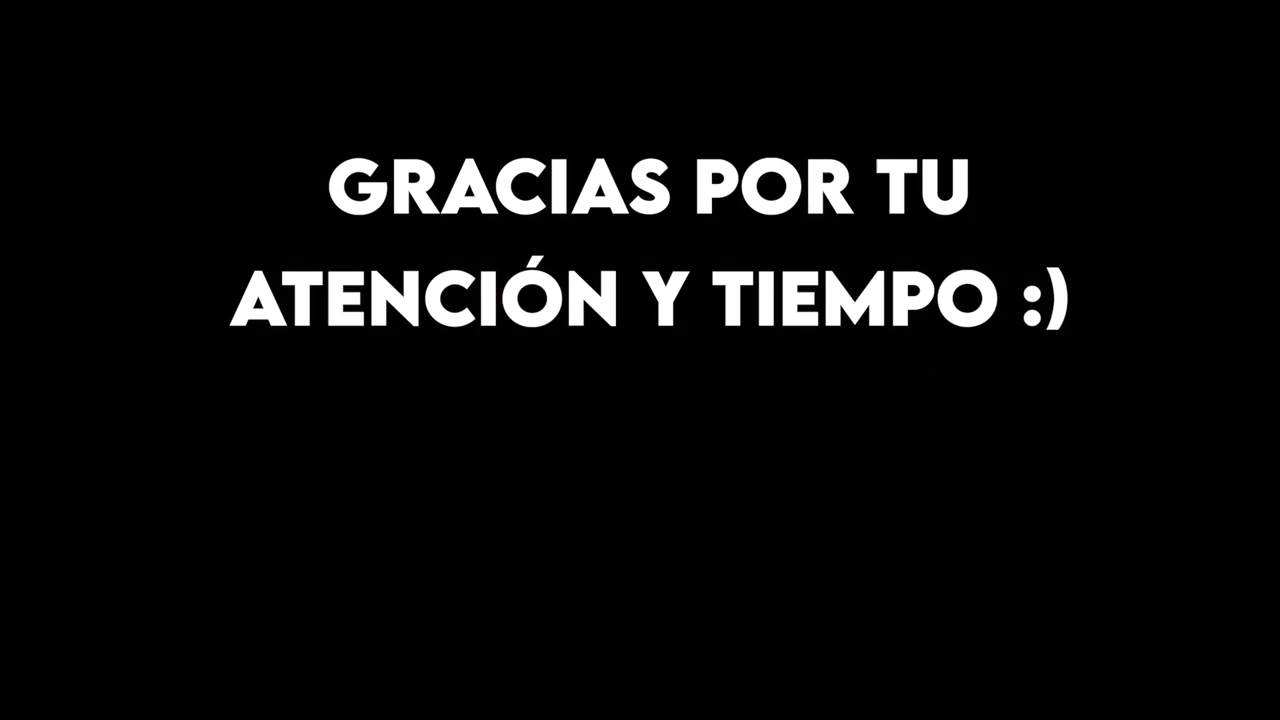 GRACIAS POR TU
ATENCIÓN Y TIEMPO :)